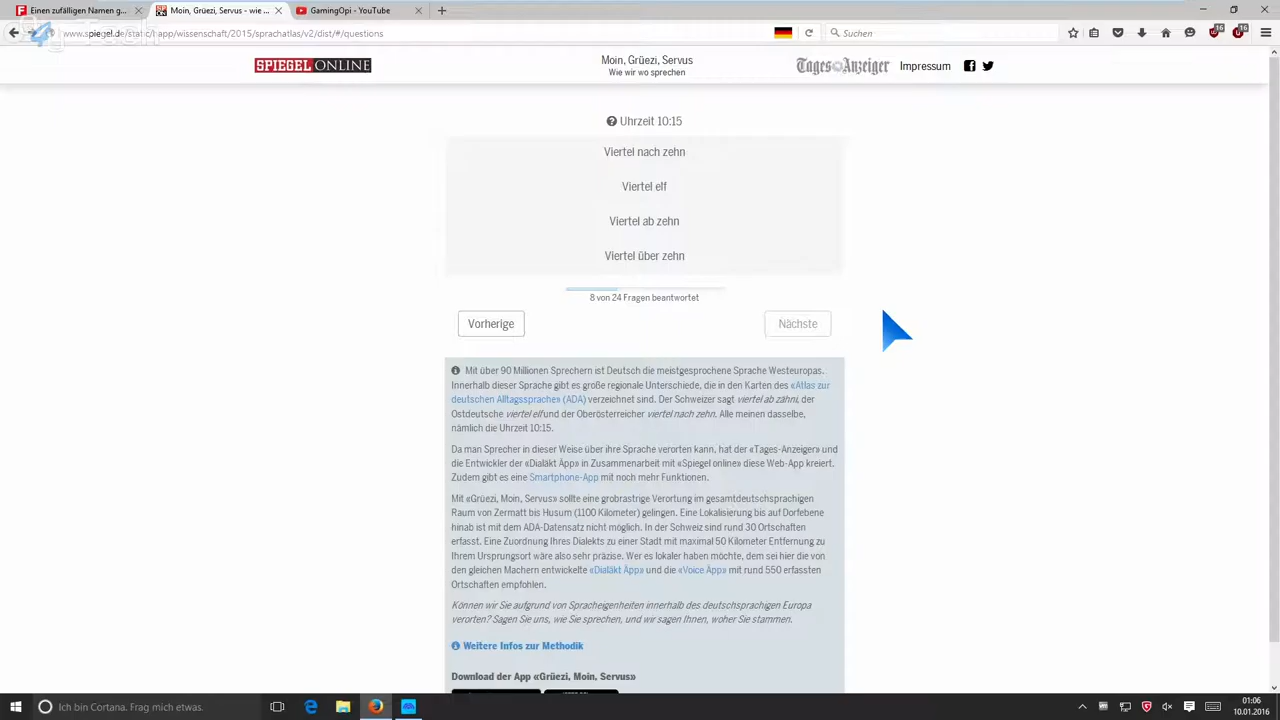 Einen zufälligen Namen g...
Moin, Grüezi, Servus - wie ...
GamingOnPc - YouTube
www.spiegel.de/static/happ/wissenschaft/2015/sprachatlas/v2/dist/#/questions
Suchen
SPIEGEL ONLINE
Moin, Grüezi, Servus
Wie wir wo sprechen
Tages Anzeiger
Impressum
Uhrzeit 10:15
Viertel nach zehn
Viertel elf
Viertel ab zehn
Viertel über zehn
8 von 24 Fragen beantwortet
Vorherige
Nächste
Mit über 90 Millionen Sprechern ist Deutsch die meistgesprochene Sprache Westeuropas.
Innerhalb dieser Sprache gibt es große regionale Unterschiede, die in den Karten des «Atlas zur
deutschen Alltagssprache» (ADA) verzeichnet sind. Der Schweizer sagt viertel ab zähni, der
Ostdeutsche viertel elfund der Oberösterreicher viertel nach zehn. Alle meinen dasselbe,
nämlich die Uhrzeit 10:15.
Da man Sprecher in dieser Weise über ihre Sprache verorten kann, hat der «Tages-Anzeiger» und
die Entwickler der «Dialäkt Äpp» in Zusammenarbeit mit «Spiegel online» diese Web-App kreiert.
Zudem gibt es eine Smartphone-App mit noch mehr Funktionen.
Mit «Grüezi, Moin, Servus» sollte eine grobrastrige Verortung im gesamtdeutschsprachigen
Raum von Zermatt bis Husum (1100 Kilometer) gelingen. Eine Lokalisierung bis auf Dorfebene
hinab ist mit dem ADA-Datensatz nicht möglich. In der Schweiz sind rund 30 Ortschaften
erfasst. Eine Zuordnung Ihres Dialekts zu einer Stadt mit maximal 50 Kilometer Entfernung zu
Ihrem Ursprungsort wäre also sehr präzise. Wer es lokaler haben möchte, dem sei hier die von
den gleichen Machern entwickelte «Dialäkt Äpp» und die «Voice Äpp» mit rund 550 erfassten
Ortschaften empfohlen.
Können wir Sie aufgrund von Spracheigenheiten innerhalb des deutschsprachigen Europa
verorten? Sagen Sie uns, wie Sie sprechen, und wir sagen Ihnen, woher Sie stammen.
Weitere Infos zur Methodik
Download der App «Grüezi, Moin, Servus»
Ich bin Cortana. Frag mich etwas.
01:06
10.01.2016